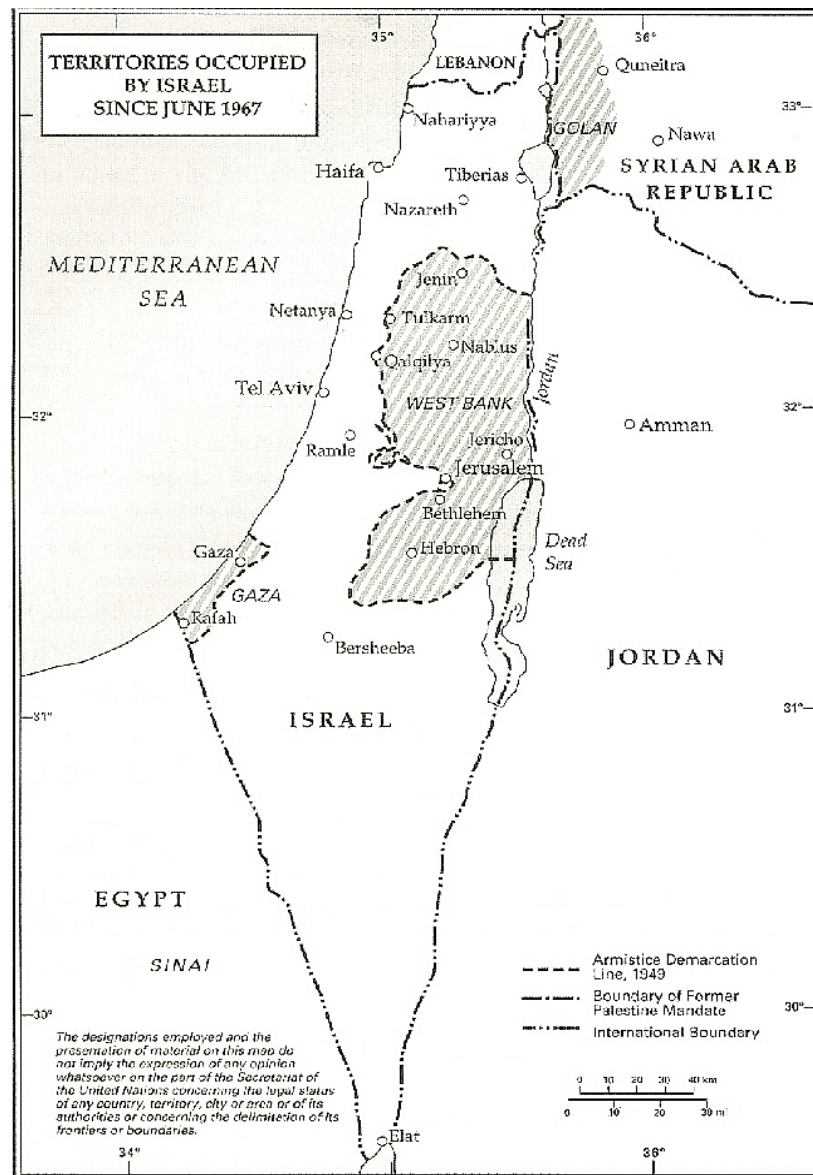 TERRITORIES OCCUPIED
BY ISRAEL
SINCE JUNE 1967
35°
36°
LEBANON
Quneitra
33°
Nahariyya
GOLAN
Nawa
Haifa
Tiberias
SYRIAN ARAB
REPUBLIC
Nazareth
MEDITERRANEAN
SEA
Jenin
Netanya
Tulkarm
Nablus
Qalqilya
Jordan
Tel Aviv
WEST BANK
32°
32°
Amman
Ramle
Jericho
Jerusalem
Bethlehem
Gaza
Hebron
Dead
Sea
GAZA
Rafah
Bersheeba
JORDAN
31°
31°
ISRAEL
EGYPT
SINAI
Armistice Demarcation
Line, 1949
Boundary of Former
Palestine Mandate
International Boundary
30°
30°
The designations employed and the
presentation of material on this map do
not imply the expression of any opinion
whatsoever on the part of the Secretariat of
the United Nations concerning the legal status
of any country, territory, city or area or of its
authorities or concerning the delimitation of its
frontiers or boundaries.
0 10 20 30 40 km
0 10 20 30 mi
Elat
34°
36°